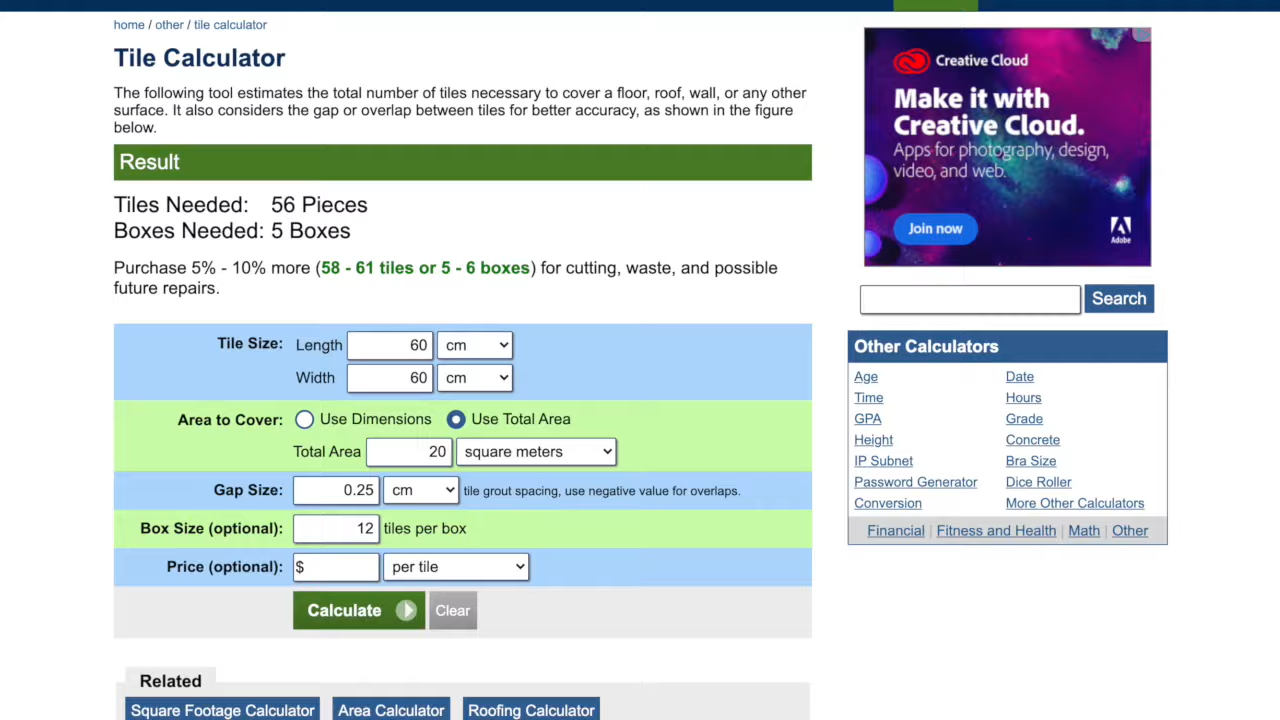 home / other / tile calculator
Tile Calculator
The following tool estimates the total number of tiles necessary to cover a floor, roof, wall, or any other
surface. It also considers the gap or overlap between tiles for better accuracy, as shown in the figure
below.
Result
Tiles Needed: 56 Pieces
Boxes Needed: 5 Boxes
Purchase 5% - 10% more (58 - 61 tiles or 5 - 6 boxes) for cutting, waste, and possible
future repairs.
Tile Size: Length 60 cm
Width 60 cm
Area to Cover: Use Dimensions Use Total Area
Total Area 20 square meters
Gap Size: 0.25 cm tile grout spacing, use negative value for overlaps.
Box Size (optional): 12 tiles per box
Price (optional): $ per tile
Calculate Clear
Related
Square Footage Calculator Area Calculator Roofing Calculator
Creative Cloud
Make it with
Creative Cloud.
Apps for photography, design,
video, and web.
Join now
Adobe
Search
Other Calculators
Age Date
Time Hours
GPA Grade
Height Concrete
IP Subnet Bra Size
Password Generator Dice Roller
Conversion More Other Calculators
Financial | Fitness and Health | Math | Other